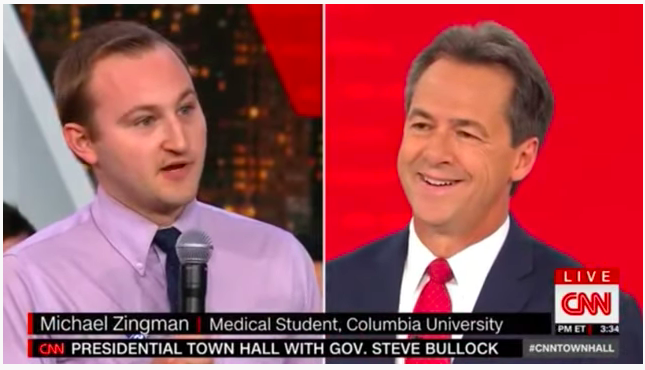 LIVE
CNN
PM ET 3:34
Michael Zingman | Medical Student, Columbia University
CNN PRESIDENTIAL TOWN HALL WITH GOV. STEVE BULLOCK #CNNTOWNHALL